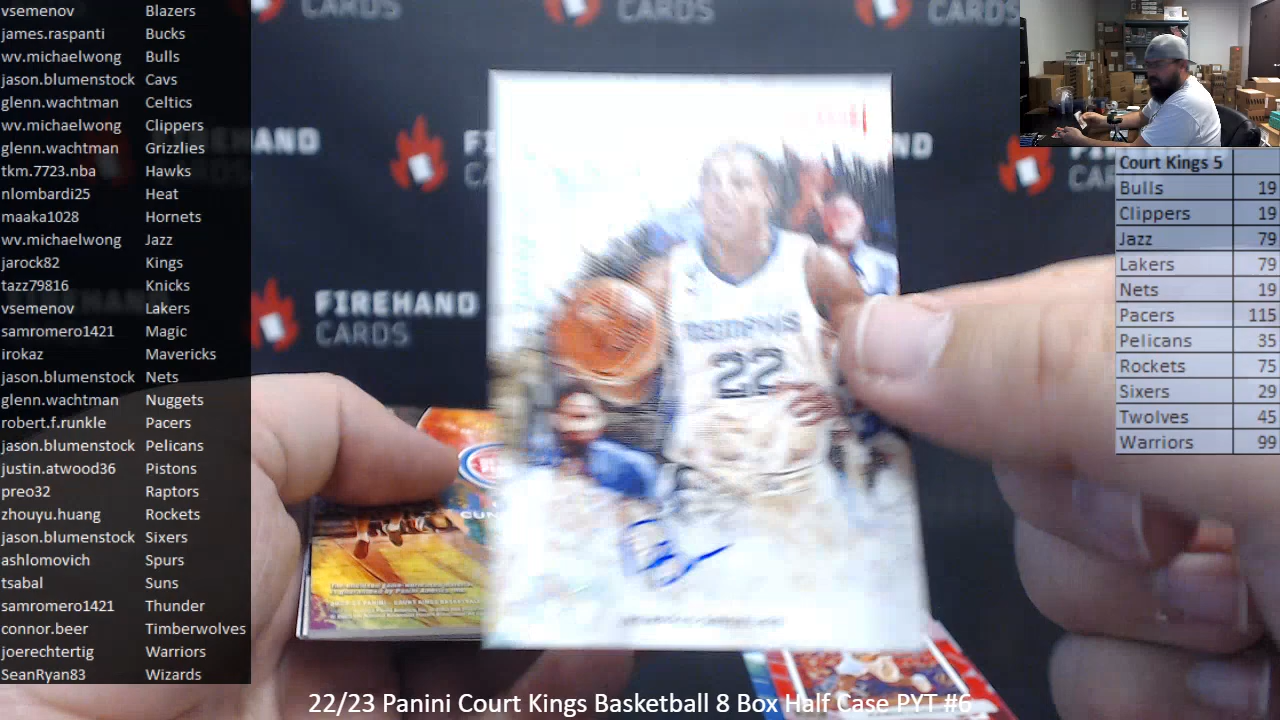 vsemenov Blazers
james.raspanti Bucks
wv.michaelwong Bulls
jason.blumenstock Cavs
glenn.wachtman Celtics
wv.michaelwong Clippers
glenn.wachtman Grizzlies
tkm.7723.nba Hawks
nlombardi25 Heat
maaka1028 Hornets
wv.michaelwong Jazz
jarock82 Kings
tazz79816 Knicks
vsemenov Lakers
samromero1421 Magic
irokaz Mavericks
jason.blumenstock Nets
glenn.wachtman Nuggets
robert.f.runkle Pacers
jason.blumenstock Pelicans
justin.atwood36 Pistons
preo32 Raptors
zhouyu.huang Rockets
jason.blumenstock Sixers
ashlomovich Spurs
tsabal Suns
samromero1421 Thunder
connor.beer Timberwolves
joerechtertig Warriors
SeanRyan83 Wizards
CARDS
CARDS
CARDS
HAND
FIREHAND
CARDS
MEMPHIS
22
Court Kings 5
Bulls 19
Clippers 19
Jazz 79
Lakers 79
Nets 19
Pacers 115
Pelicans 35
Rockets 75
Sixers 29
Twolves 45
Warriors 99
22/23 Panini Court Kings Basketball 8 Box Half Case PYT #6